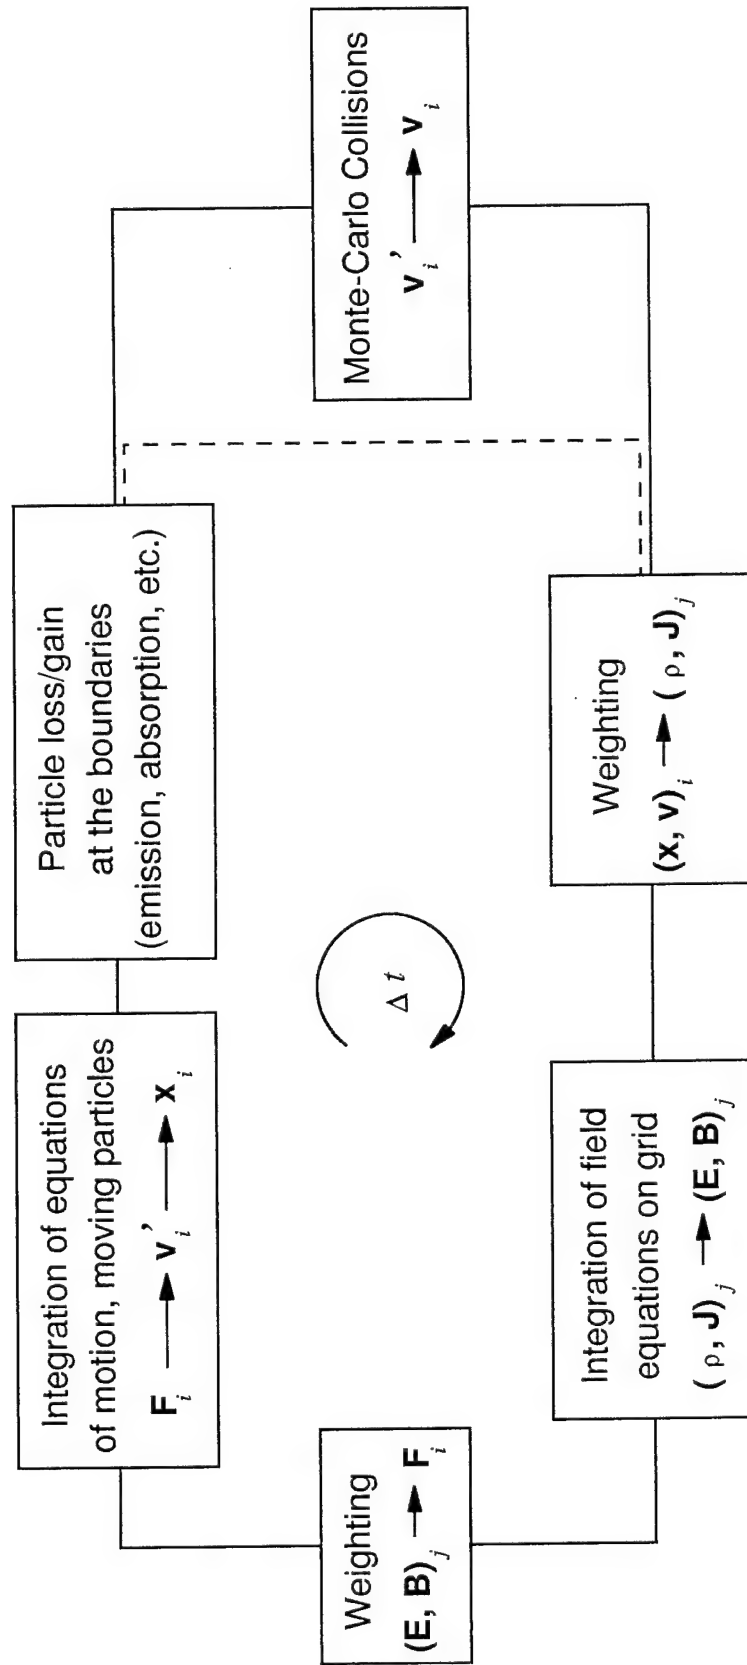 Integration of equations
of motion, moving particles
F_i ⟶ v_i′ ⟶ x_i
Particle loss/gain
at the boundaries
(emission, absorption, etc.)
Monte-Carlo Collisions
v_i′ ⟶ v_i
Weighting
(E, B)_j → F_i
Δt
Integration of field
equations on grid
(ρ, J)_j → (E, B)_j
Weighting
(x, v)_i → (ρ, J)_j